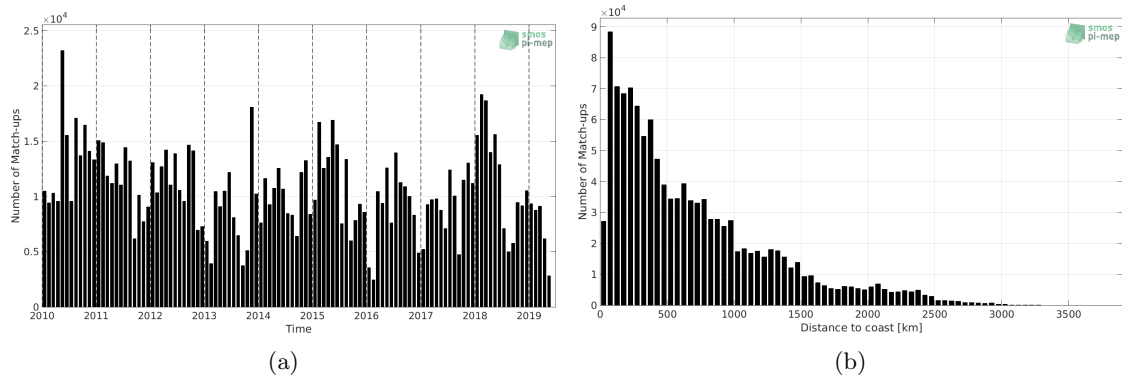 ×10⁴
2.5
2
1.5
1
0.5
0
2010 2011 2012 2013 2014 2015 2016 2017 2018 2019
Time
Number of Match-ups
smos
pi-mep
(a)
×10⁴
9
8
7
6
5
4
3
2
1
0
0 500 1000 1500 2000 2500 3000 3500
Distance to coast [km]
Number of Match-ups
smos
pi-mep
(b)